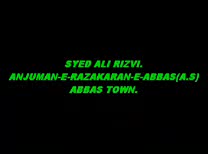 SYED ALI RIZVI.
ANJUMAN-E-RAZAKARAN-E-ABBAS(A.S)
ABBAS TOWN.